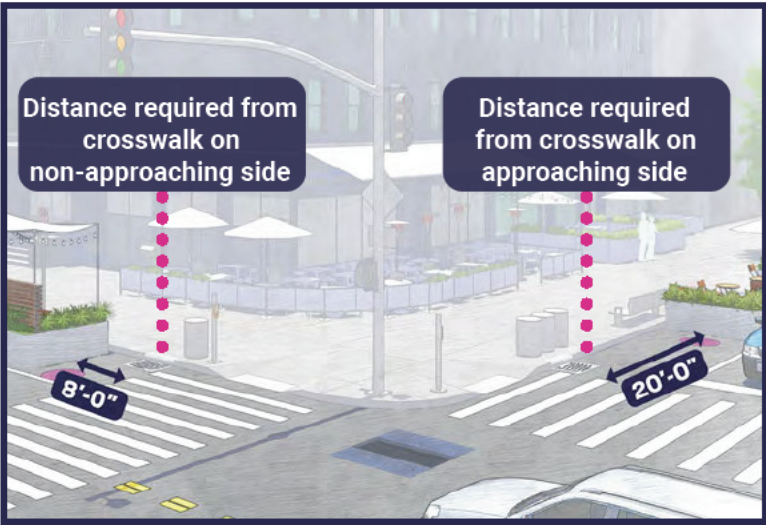 Distance required from
crosswalk on
non-approaching side
Distance required
from crosswalk on
approaching side
8'-0"
20'-0"